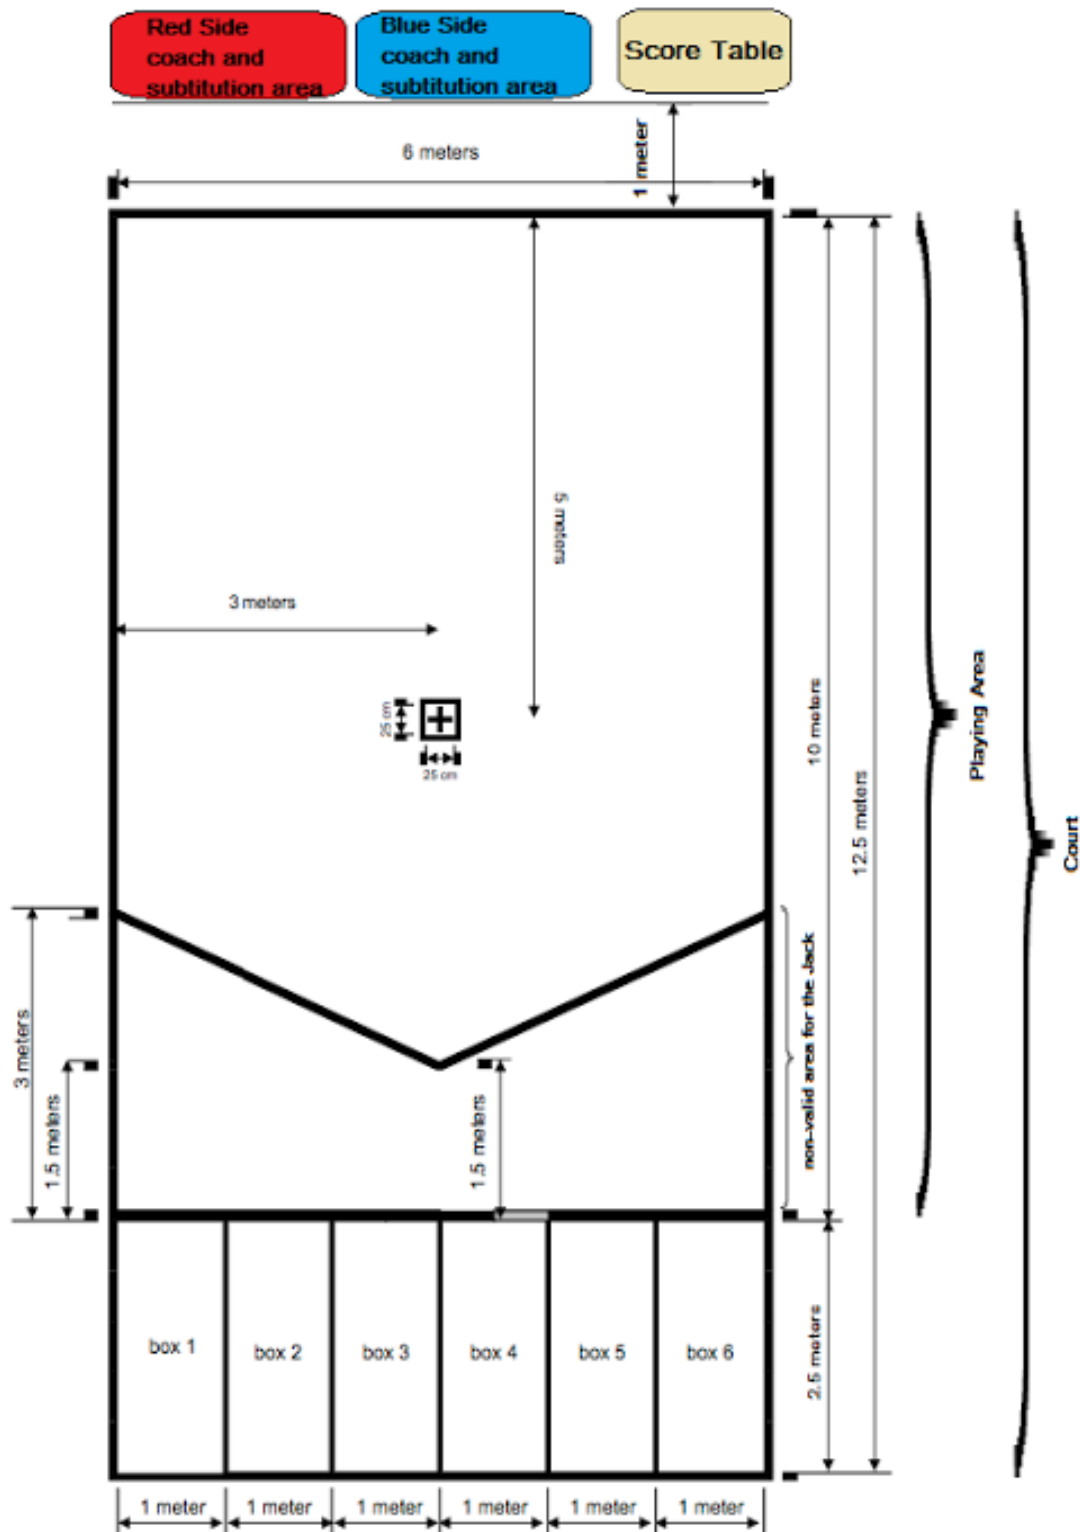 Red Side
coach and
subtitution area
Blue Side
coach and
subtitution area
Score Table
6 meters
1 meter
5 meters
3 meters
25 cm
25 cm
10 meters
12.5 meters
Playing Area
Court
3 meters
1.5 meters
1.5 meters
non-valid area for the Jack
box 1
box 2
box 3
box 4
box 5
box 6
2.5 meters
1 meter
1 meter
1 meter
1 meter
1 meter
1 meter